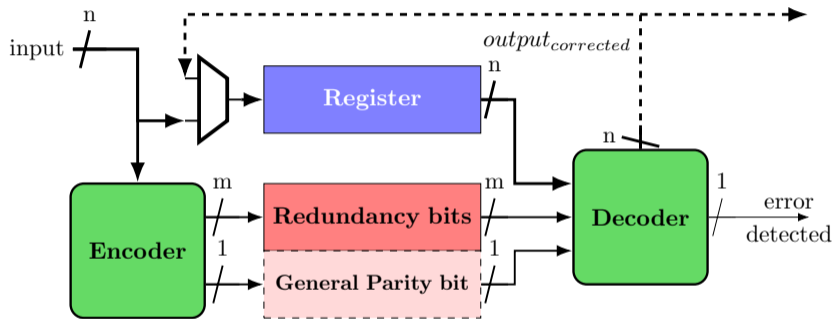 n
input
output_corrected
n
Register
n
m
m
1
Redundancy bits
Decoder
error
detected
Encoder
1
1
General Parity bit